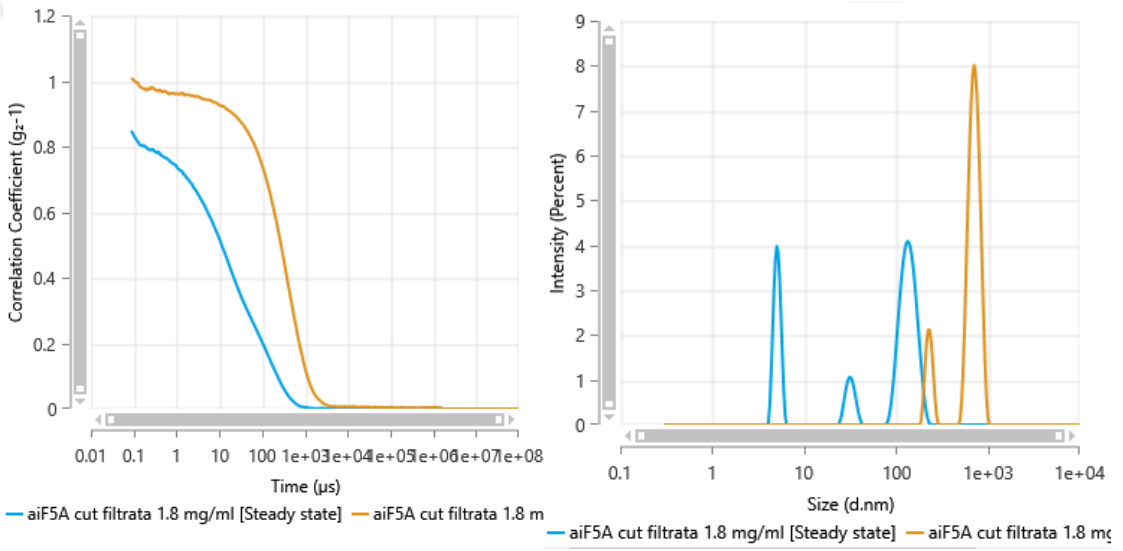 1.2
1
0.8
0.6
0.4
0.2
0
Correlation Coefficient (g₂-1)
0.01 0.1 1 10 100 1e+03 1e+04 1e+05 1e+06 1e+07 1e+08
Time (µs)
aiF5A cut filtrata 1.8 mg/ml [Steady state] aiF5A cut filtrata 1.8 m
9
8
7
6
5
4
3
2
1
0
Intensity (Percent)
0.1 1 10 100 1e+03 1e+04
Size (d.nm)
aiF5A cut filtrata 1.8 mg/ml [Steady state] aiF5A cut filtrata 1.8 mg